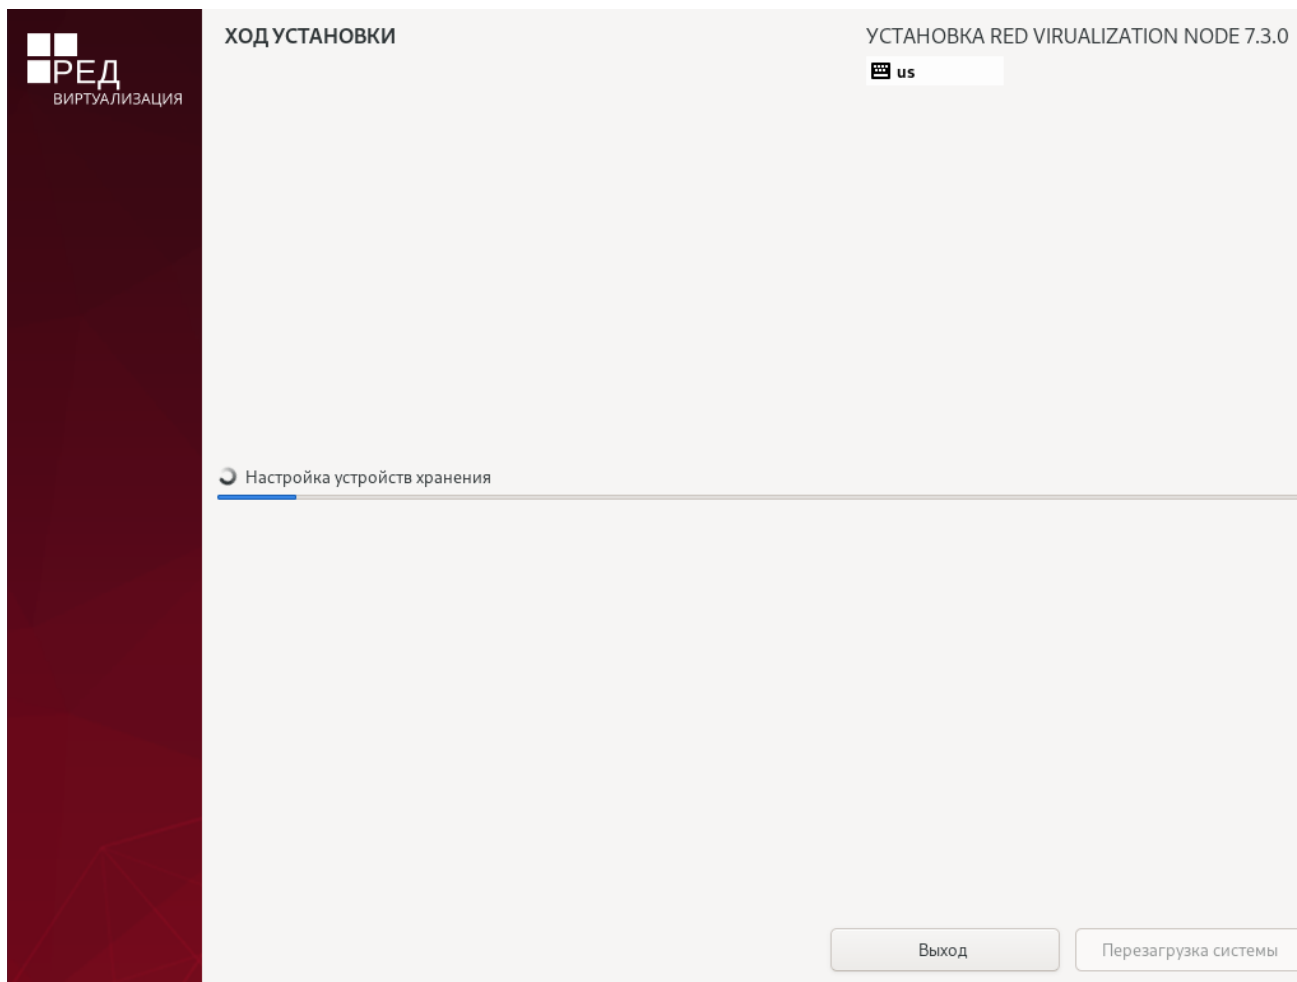 РЕД
ВИРТУАЛИЗАЦИЯ
ХОД УСТАНОВКИ
УСТАНОВКА RED VIRUALIZATION NODE 7.3.0
us
Настройка устройств хранения
Выход
Перезагрузка системы